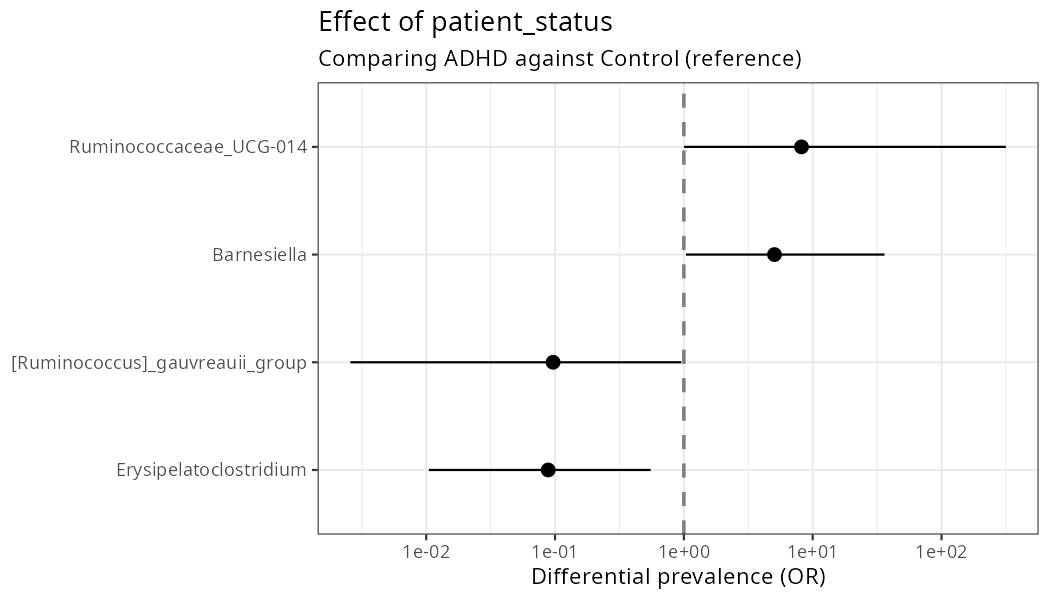 Effect of patient_status
Comparing ADHD against Control (reference)
Ruminococcaceae_UCG-014
Barnesiella
[Ruminococcus]_gauvreauii_group
Erysipelatoclostridium
1e-02 1e-01 1e+00 1e+01 1e+02
Differential prevalence (OR)